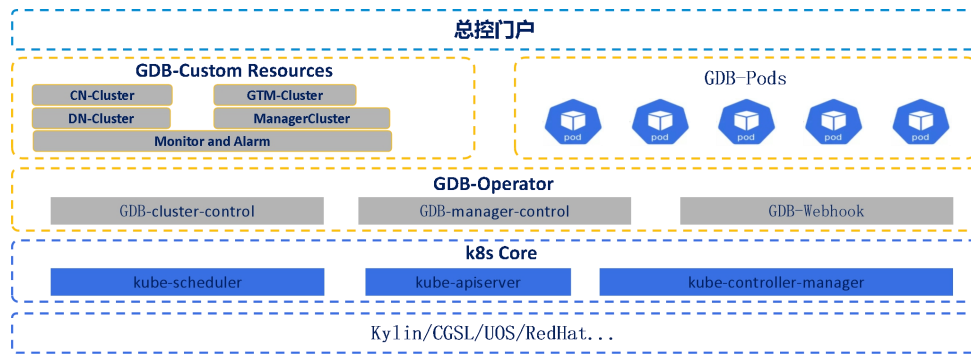 总控门户
GDB-Custom Resources
CN-Cluster
GTM-Cluster
DN-Cluster
ManagerCluster
Monitor and Alarm
GDB-Pods
pod
pod
pod
pod
pod
GDB-Operator
GDB-cluster-control
GDB-manager-control
GDB-Webhook
k8s Core
kube-scheduler
kube-apiserver
kube-controller-manager
Kylin/CGSL/UOS/RedHat...